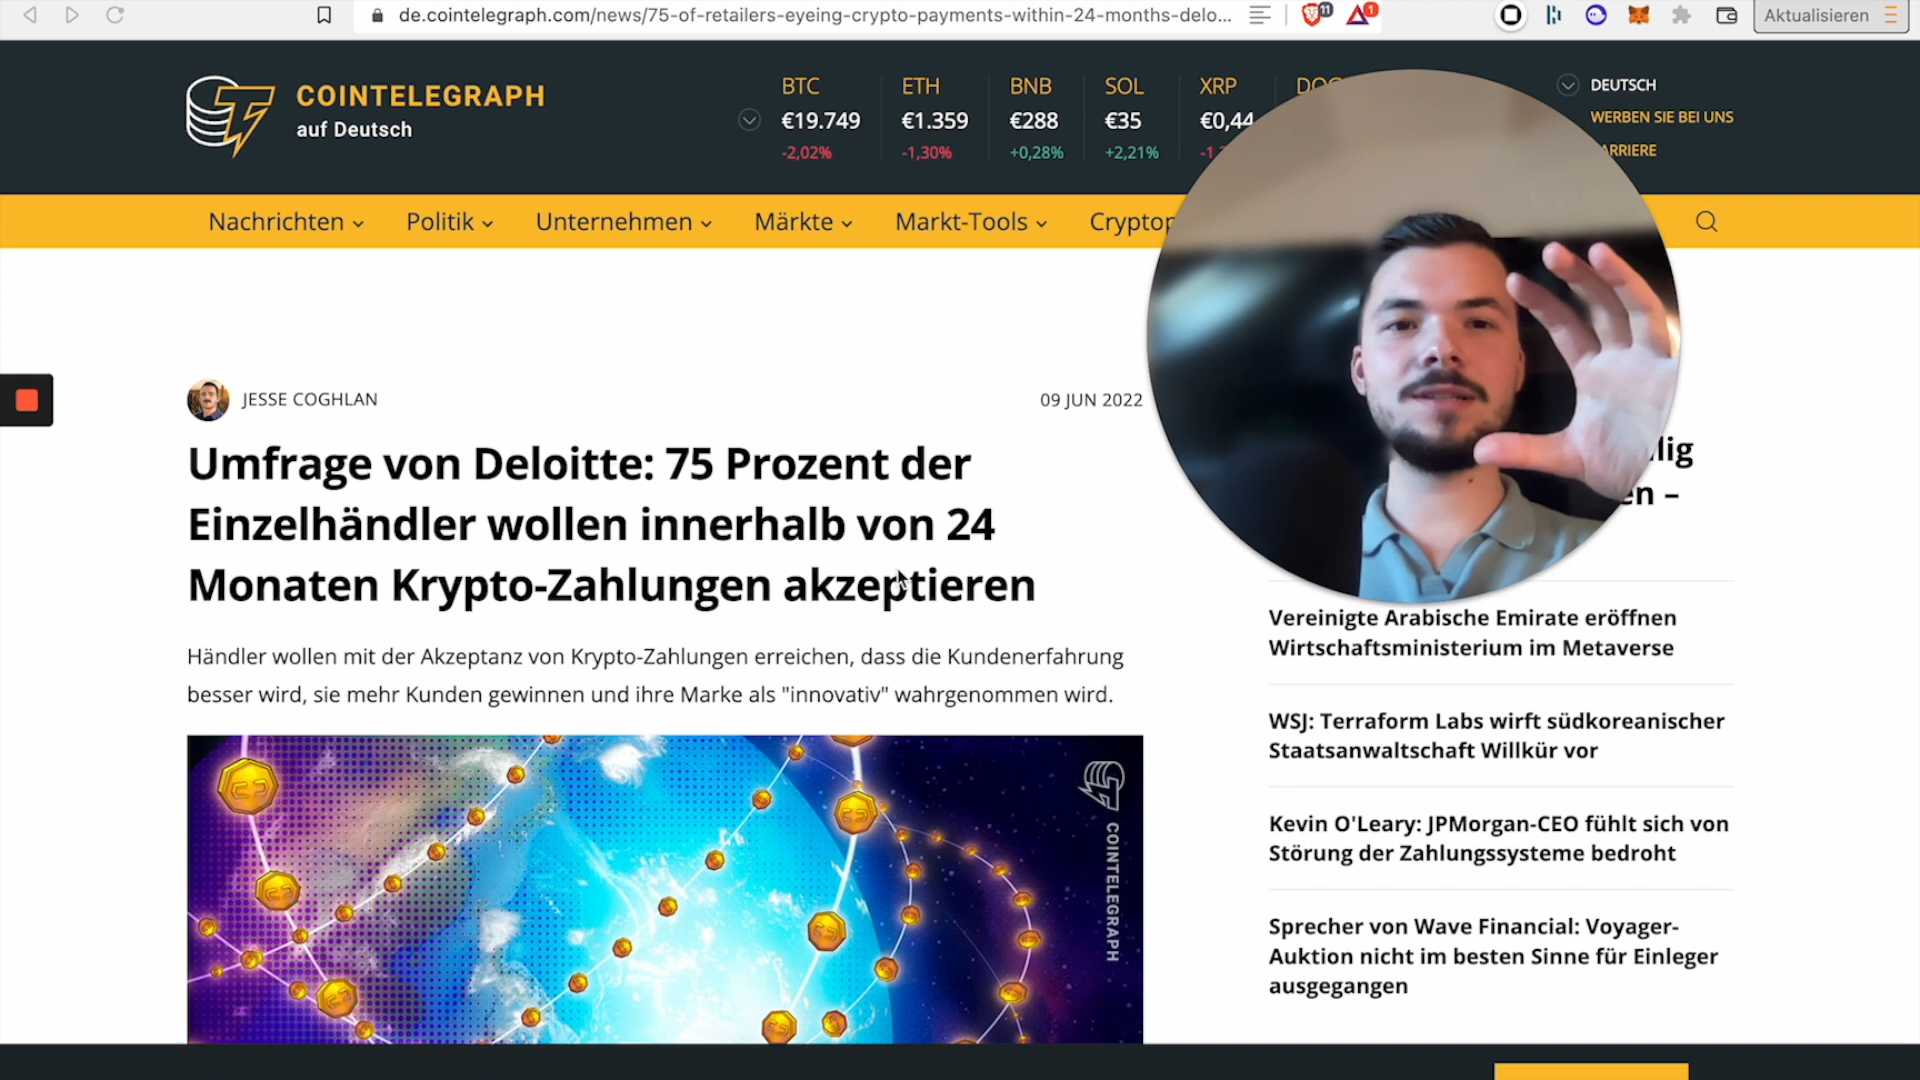 de.cointelegraph.com/news/75-of-retailers-eyeing-crypto-payments-within-24-months-delo...
11
1
Aktualisieren
COINTELEGRAPH
auf Deutsch
BTC
€19.749
-2,02%
ETH
€1.359
-1,30%
BNB
€288
+0,28%
SOL
€35
+2,21%
XRP
€0,44
DEUTSCH
WERBEN SIE BEI UNS
Nachrichten
Politik
Unternehmen
Märkte
Markt-Tools
JESSE COGHLAN
09 JUN 2022
Umfrage von Deloitte: 75 Prozent der
Einzelhändler wollen innerhalb von 24
Monaten Krypto-Zahlungen akzeptieren
Händler wollen mit der Akzeptanz von Krypto-Zahlungen erreichen, dass die Kundenerfahrung
besser wird, sie mehr Kunden gewinnen und ihre Marke als "innovativ" wahrgenommen wird.
COINTELEGRAPH
Vereinigte Arabische Emirate eröffnen
Wirtschaftsministerium im Metaverse
WSJ: Terraform Labs wirft südkoreanischer
Staatsanwaltschaft Willkür vor
Kevin O'Leary: JPMorgan-CEO fühlt sich von
Störung der Zahlungssysteme bedroht
Sprecher von Wave Financial: Voyager-
Auktion nicht im besten Sinne für Einleger
ausgegangen